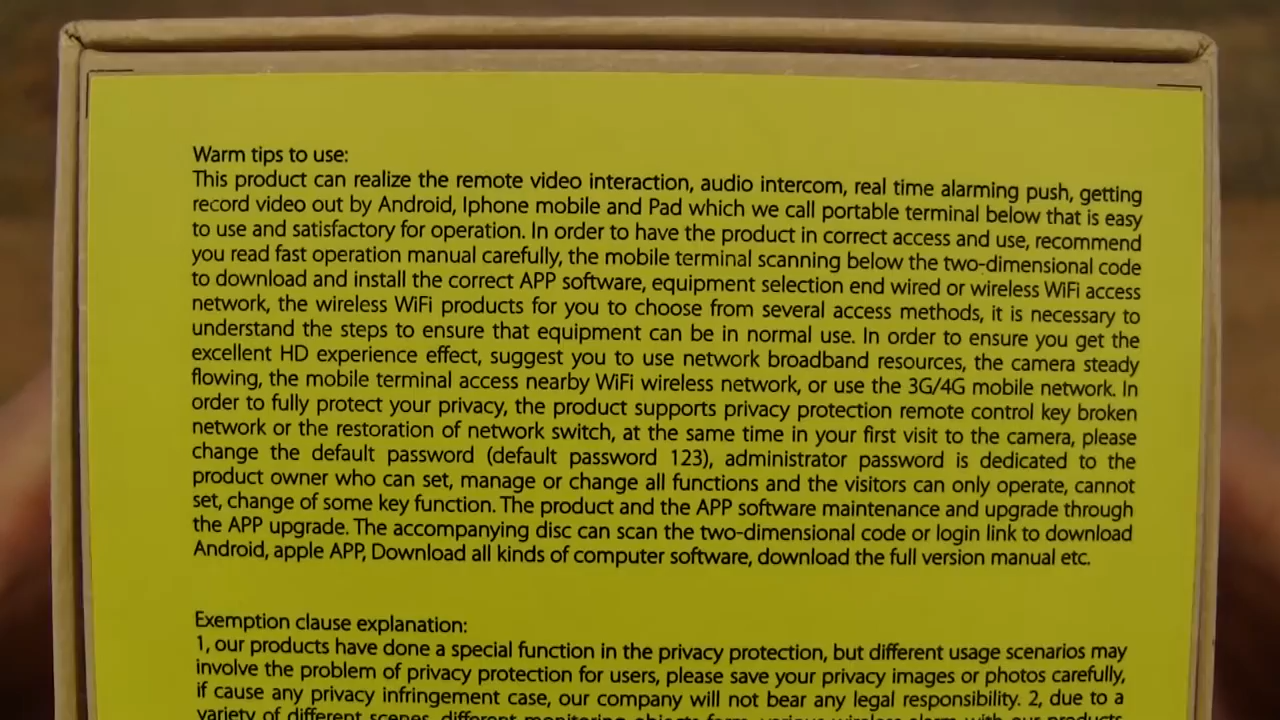 Warm tips to use:
This product can realize the remote video interaction, audio intercom, real time alarming push, getting
record video out by Android, Iphone mobile and Pad which we call portable terminal below that is easy
to use and satisfactory for operation. In order to have the product in correct access and use, recommend
you read fast operation manual carefully, the mobile terminal scanning below the two-dimensional code
to download and install the correct APP software, equipment selection end wired or wireless WiFi access
network, the wireless WiFi products for you to choose from several access methods, it is necessary to
understand the steps to ensure that equipment can be in normal use. In order to ensure you get the
excellent HD experience effect, suggest you to use network broadband resources, the camera steady
flowing, the mobile terminal access nearby WiFi wireless network, or use the 3G/4G mobile network. In
order to fully protect your privacy, the product supports privacy protection remote control key broken
network or the restoration of network switch, at the same time in your first visit to the camera, please
change the default password (default password 123), administrator password is dedicated to the
product owner who can set, manage or change all functions and the visitors can only operate, cannot
set, change of some key function. The product and the APP software maintenance and upgrade through
the APP upgrade. The accompanying disc can scan the two-dimensional code or login link to download
Android, apple APP, Download all kinds of computer software, download the full version manual etc.
Exemption clause explanation:
1, our products have done a special function in the privacy protection, but different usage scenarios may
involve the problem of privacy protection for users, please save your privacy images or photos carefully,
if cause any privacy infringement case, our company will not bear any legal responsibility. 2, due to a
variety of different scenes, different monitoring objects form, various wireless alarm with our products